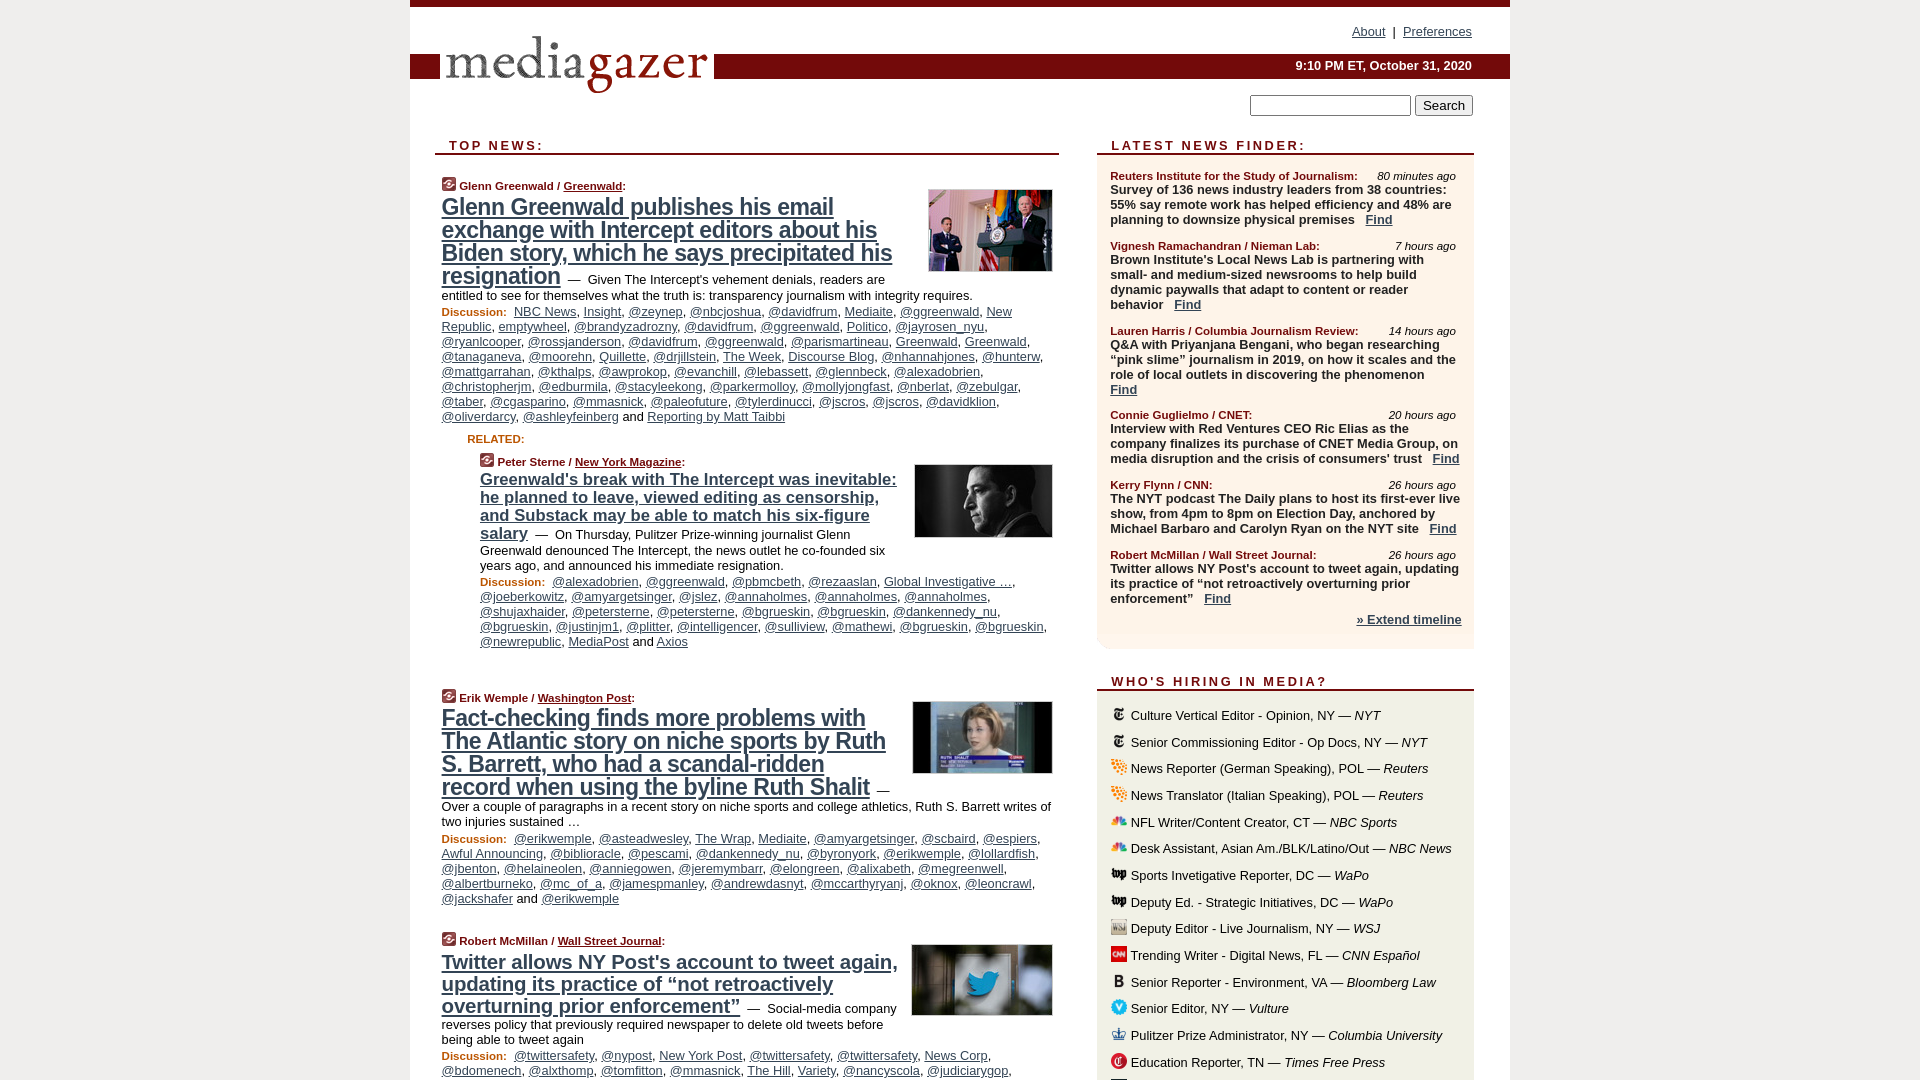 About | Preferences
mediagazer
9:10 PM ET, October 31, 2020
Search
TOP NEWS:
Glenn Greenwald / Greenwald:
Glenn Greenwald publishes his email
exchange with Intercept editors about his
Biden story, which he says precipitated his
resignation — Given The Intercept's vehement denials, readers are
entitled to see for themselves what the truth is: transparency journalism with integrity requires.
Discussion: NBC News, Insight, @zeynep, @nbcjoshua, @davidfrum, Mediaite, @ggreenwald, New
Republic, emptywheel, @brandyzadrozny, @davidfrum, @ggreenwald, Politico, @jayrosen_nyu,
@ryanlcooper, @rossjanderson, @davidfrum, @ggreenwald, @parismartineau, Greenwald, Greenwald,
@tanaganeva, @moorehn, Quillette, @drjillstein, The Week, Discourse Blog, @nhannahjones, @hunterw,
@mattgarrahan, @kthalps, @awprokop, @evanchill, @lebassett, @glennbeck, @alexadobrien,
@christopherjm, @edburmila, @stacyleekong, @parkermolloy, @mollyjongfast, @nberlat, @zebulgar,
@taber, @cgasparino, @mmasnick, @paleofuture, @tylerdinucci, @jscros, @jscros, @davidklion,
@oliverdarcy, @ashleyfeinberg and Reporting by Matt Taibbi
RELATED:
Peter Sterne / New York Magazine:
Greenwald's break with The Intercept was inevitable:
he planned to leave, viewed editing as censorship,
and Substack may be able to match his six-figure
salary — On Thursday, Pulitzer Prize-winning journalist Glenn
Greenwald denounced The Intercept, the news outlet he co-founded six
years ago, and announced his immediate resignation.
Discussion: @alexadobrien, @ggreenwald, @pbmcbeth, @rezaaslan, Global Investigative …,
@joeberkowitz, @amyargetsinger, @jslez, @annaholmes, @annaholmes, @annaholmes,
@shujaxhaider, @petersterne, @petersterne, @bgrueskin, @bgrueskin, @dankennedy_nu,
@bgrueskin, @justinjm1, @plitter, @intelligencer, @sulliview, @mathewi, @bgrueskin, @bgrueskin,
@newrepublic, MediaPost and Axios
Erik Wemple / Washington Post:
Fact-checking finds more problems with
The Atlantic story on niche sports by Ruth
S. Barrett, who had a scandal-ridden
record when using the byline Ruth Shalit —
Over a couple of paragraphs in a recent story on niche sports and college athletics, Ruth S. Barrett writes of
two injuries sustained …
Discussion: @erikwemple, @asteadwesley, The Wrap, Mediaite, @amyargetsinger, @scbaird, @espiers,
Awful Announcing, @biblioracle, @pescami, @dankennedy_nu, @byronyork, @erikwemple, @lollardfish,
@jbenton, @helaineolen, @anniegowen, @jeremymbarr, @elongreen, @alixabeth, @megreenwell,
@albertburneko, @mc_of_a, @jamespmanley, @andrewdasnyt, @mccarthyryanj, @oknox, @leoncrawl,
@jackshafer and @erikwemple
Robert McMillan / Wall Street Journal:
Twitter allows NY Post's account to tweet again,
updating its practice of “not retroactively
overturning prior enforcement” — Social-media company
reverses policy that previously required newspaper to delete old tweets before
being able to tweet again
Discussion: @twittersafety, @nypost, New York Post, @twittersafety, @twittersafety, News Corp,
@bdomenech, @alxthomp, @tomfitton, @mmasnick, The Hill, Variety, @nancyscola, @judiciarygop,
LATEST NEWS FINDER:
Reuters Institute for the Study of Journalism: 80 minutes ago
Survey of 136 news industry leaders from 38 countries:
55% say remote work has helped efficiency and 48% are
planning to downsize physical premises Find
Vignesh Ramachandran / Nieman Lab: 7 hours ago
Brown Institute's Local News Lab is partnering with
small- and medium-sized newsrooms to help build
dynamic paywalls that adapt to content or reader
behavior Find
Lauren Harris / Columbia Journalism Review: 14 hours ago
Q&A with Priyanjana Bengani, who began researching
“pink slime” journalism in 2019, on how it scales and the
role of local outlets in discovering the phenomenon
Find
Connie Guglielmo / CNET: 20 hours ago
Interview with Red Ventures CEO Ric Elias as the
company finalizes its purchase of CNET Media Group, on
media disruption and the crisis of consumers' trust Find
Kerry Flynn / CNN: 26 hours ago
The NYT podcast The Daily plans to host its first-ever live
show, from 4pm to 8pm on Election Day, anchored by
Michael Barbaro and Carolyn Ryan on the NYT site Find
Robert McMillan / Wall Street Journal: 26 hours ago
Twitter allows NY Post's account to tweet again, updating
its practice of “not retroactively overturning prior
enforcement” Find
» Extend timeline
WHO'S HIRING IN MEDIA?
Culture Vertical Editor - Opinion, NY — NYT
Senior Commissioning Editor - Op Docs, NY — NYT
News Reporter (German Speaking), POL — Reuters
News Translator (Italian Speaking), POL — Reuters
NFL Writer/Content Creator, CT — NBC Sports
Desk Assistant, Asian Am./BLK/Latino/Out — NBC News
Sports Invetigative Reporter, DC — WaPo
Deputy Ed. - Strategic Initiatives, DC — WaPo
Deputy Editor - Live Journalism, NY — WSJ
Trending Writer - Digital News, FL — CNN Español
Senior Reporter - Environment, VA — Bloomberg Law
Senior Editor, NY — Vulture
Pulitzer Prize Administrator, NY — Columbia University
Education Reporter, TN — Times Free Press